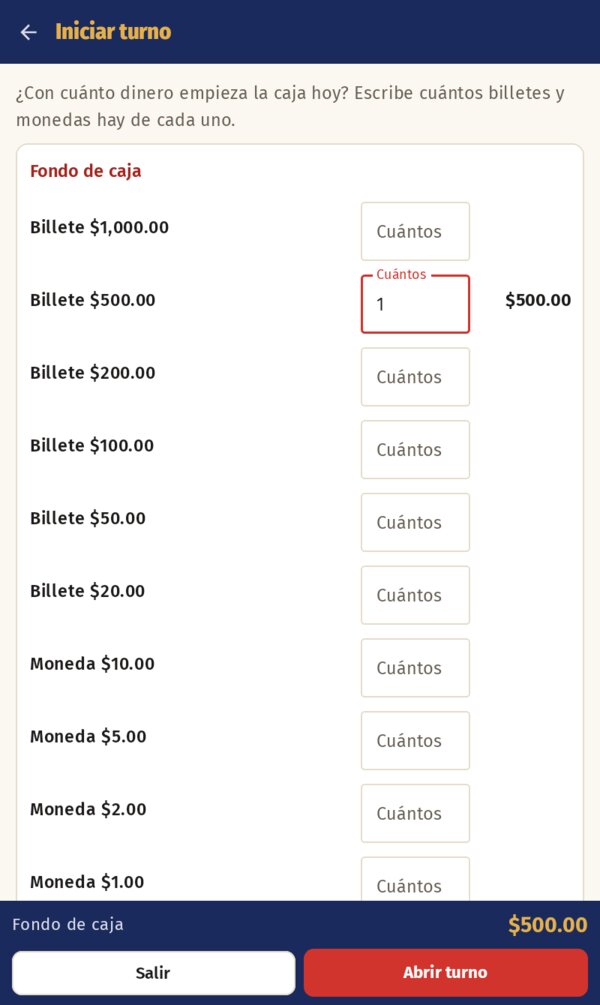 Iniciar turno
¿Con cuánto dinero empieza la caja hoy? Escribe cuántos billetes y
monedas hay de cada uno.
Fondo de caja
Billete $1,000.00 Cuántos
Cuántos
Billete $500.00 1 $500.00
Billete $200.00 Cuántos
Billete $100.00 Cuántos
Billete $50.00 Cuántos
Billete $20.00 Cuántos
Moneda $10.00 Cuántos
Moneda $5.00 Cuántos
Moneda $2.00 Cuántos
Moneda $1.00 Cuántos
Fondo de caja $500.00
Salir Abrir turno